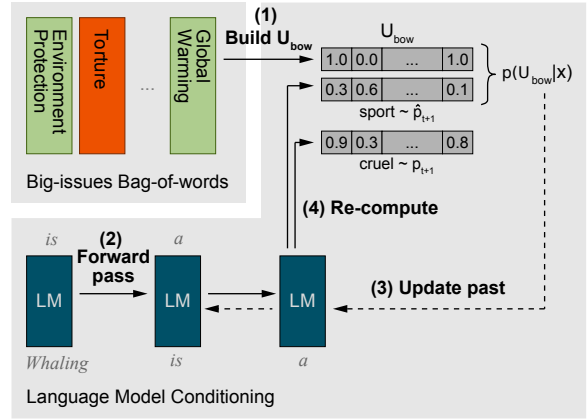 (1)
Build U_bow
U_bow
Environment
Protection
Torture
...
Global
Warming
1.0 0.0 ... 1.0
0.3 0.6 ... 0.1
p(U_bow|x)
sport ~ p̂_t+1
0.9 0.3 ... 0.8
cruel ~ p_t+1
Big-issues Bag-of-words
(4) Re-compute
is
(2)
Forward
pass
a
LM
LM
LM
(3) Update past
Whaling
is
a
Language Model Conditioning